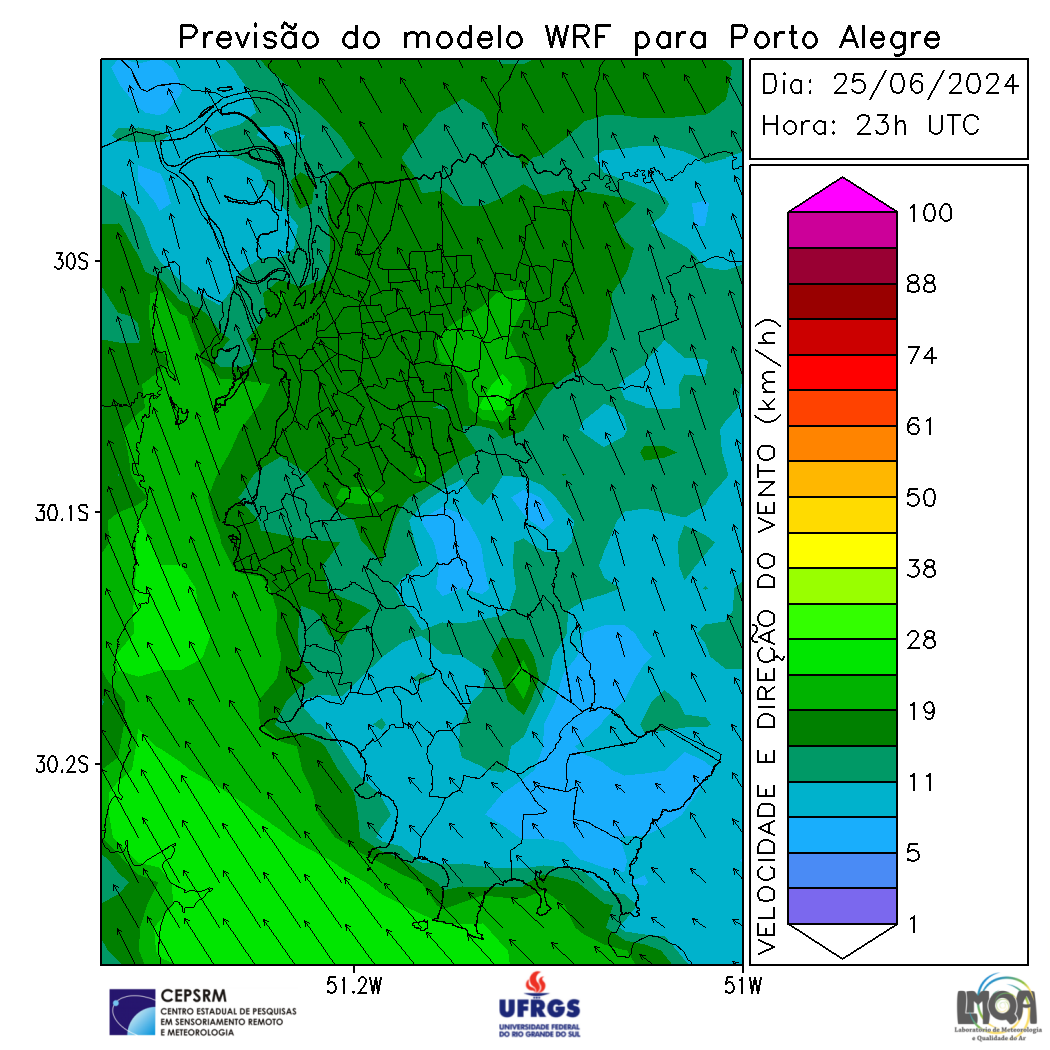 Previsão do modelo WRF para Porto Alegre
Dia: 25/06/2024
Hora: 23h UTC
30S
30.1S
30.2S
51.2W
51W
VELOCIDADE E DIREÇÃO DO VENTO (km/h)
100
88
74
61
50
38
28
19
11
5
1
CEPSRM
CENTRO ESTADUAL DE PESQUISAS
EM SENSORIAMENTO REMOTO
E METEOROLOGIA
UFRGS
UNIVERSIDADE FEDERAL
DO RIO GRANDE DO SUL
LMQA
Laboratório de Meteorologia
e Qualidade do Ar